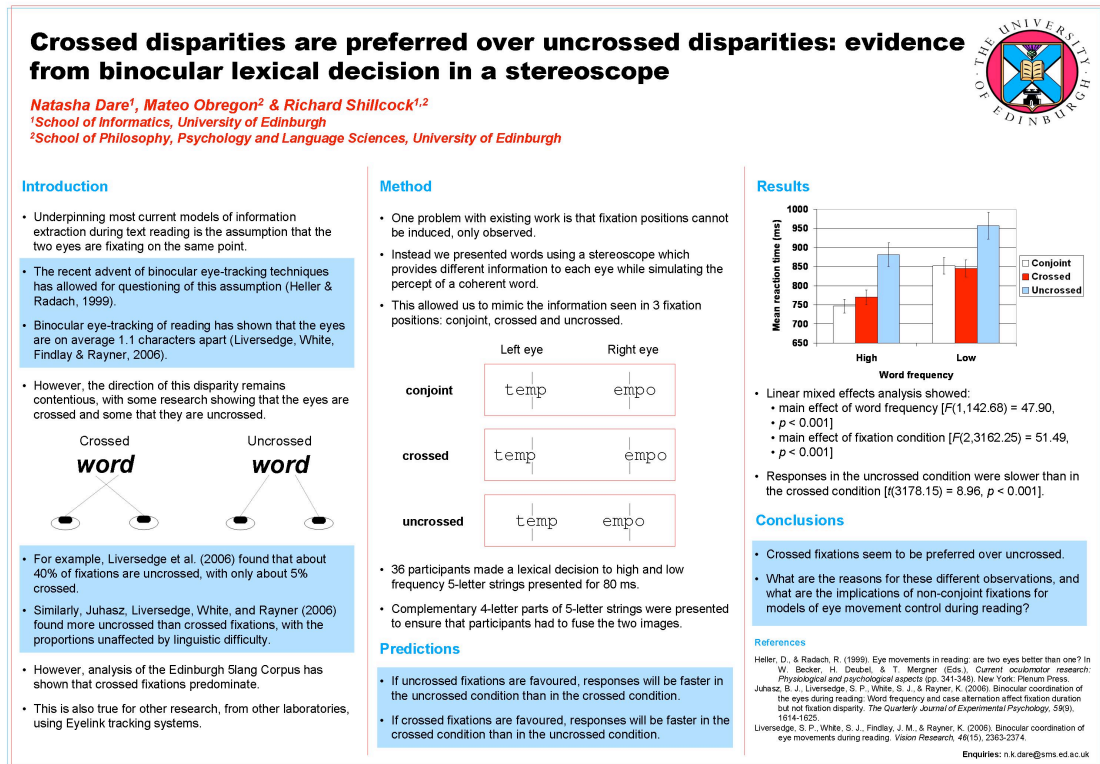 Crossed disparities are preferred over uncrossed disparities: evidence
from binocular lexical decision in a stereoscope
Natasha Dare1, Mateo Obregon2 & Richard Shillcock1,2
1School of Informatics, University of Edinburgh
2School of Philosophy, Psychology and Language Sciences, University of Edinburgh
THE UNIVERSITY OF EDINBURGH
Introduction
• Underpinning most current models of information
extraction during text reading is the assumption that the
two eyes are fixating on the same point.
• The recent advent of binocular eye-tracking techniques
has allowed for questioning of this assumption (Heller &
Radach, 1999).
• Binocular eye-tracking of reading has shown that the eyes
are on average 1.1 characters apart (Liversedge, White,
Findlay & Rayner, 2006).
• However, the direction of this disparity remains
contentious, with some research showing that the eyes are
crossed and some that they are uncrossed.
Crossed Uncrossed
word word
• For example, Liversedge et al. (2006) found that about
40% of fixations are uncrossed, with only about 5%
crossed.
• Similarly, Juhasz, Liversedge, White, and Rayner (2006)
found more uncrossed than crossed fixations, with the
proportions unaffected by linguistic difficulty.
• However, analysis of the Edinburgh 5lang Corpus has
shown that crossed fixations predominate.
• This is also true for other research, from other laboratories,
using Eyelink tracking systems.
Method
• One problem with existing work is that fixation positions cannot
be induced, only observed.
• Instead we presented words using a stereoscope which
provides different information to each eye while simulating the
percept of a coherent word.
• This allowed us to mimic the information seen in 3 fixation
positions: conjoint, crossed and uncrossed.
Left eye Right eye
conjoint temp empo
crossed temp empo
uncrossed temp empo
• 36 participants made a lexical decision to high and low
frequency 5-letter strings presented for 80 ms.
• Complementary 4-letter parts of 5-letter strings were presented
to ensure that participants had to fuse the two images.
Predictions
• If uncrossed fixations are favoured, responses will be faster in
the uncrossed condition than in the crossed condition.
• If crossed fixations are favoured, responses will be faster in the
crossed condition than in the uncrossed condition.
Results
Mean reaction time (ms)
1000
950
900
850
800
750
700
650
High Low
Word frequency
Conjoint
Crossed
Uncrossed
• Linear mixed effects analysis showed:
• main effect of word frequency [F(1,142.68) = 47.90,
• p < 0.001]
• main effect of fixation condition [F(2,3162.25) = 51.49,
• p < 0.001]
• Responses in the uncrossed condition were slower than in
the crossed condition [t(3178.15) = 8.96, p < 0.001].
Conclusions
• Crossed fixations seem to be preferred over uncrossed.
• What are the reasons for these different observations, and
what are the implications of non-conjoint fixations for
models of eye movement control during reading?
References
Heller, D., & Radach, R. (1999). Eye movements in reading: are two eyes better than one? In
W. Becker, H. Deubel, & T. Mergner (Eds.), Current oculomotor research:
Physiological and psychological aspects (pp. 341-348). New York: Plenum Press.
Juhasz, B. J., Liversedge, S. P., White, S. J., & Rayner, K. (2006). Binocular coordination of
the eyes during reading: Word frequency and case alternation affect fixation duration
but not fixation disparity. The Quarterly Journal of Experimental Psychology, 59(9),
1614-1625.
Liversedge, S. P., White, S. J., Findlay, J. M., & Rayner, K. (2006). Binocular coordination of
eye movements during reading. Vision Research, 46(15), 2363-2374.
Enquiries: n.k.dare@sms.ed.ac.uk